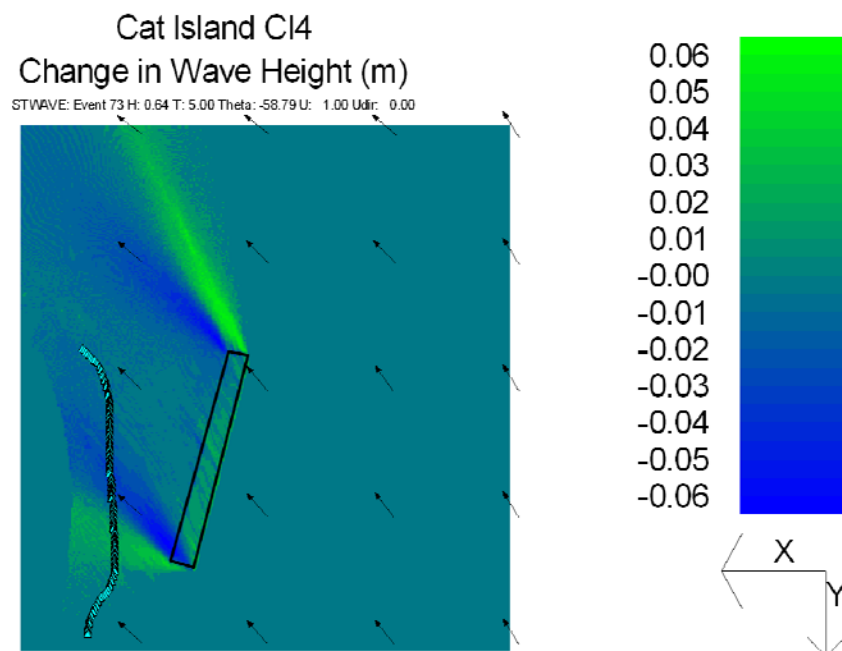 Cat Island CI4
Change in Wave Height (m)
STWAVE: Event 73 H: 0.64 T: 5.00 Theta: -58.79 U: 1.00 Udir: 0.00
0.06
0.05
0.04
0.03
0.02
0.01
-0.00
-0.01
-0.02
-0.03
-0.04
-0.05
-0.06
X
Y